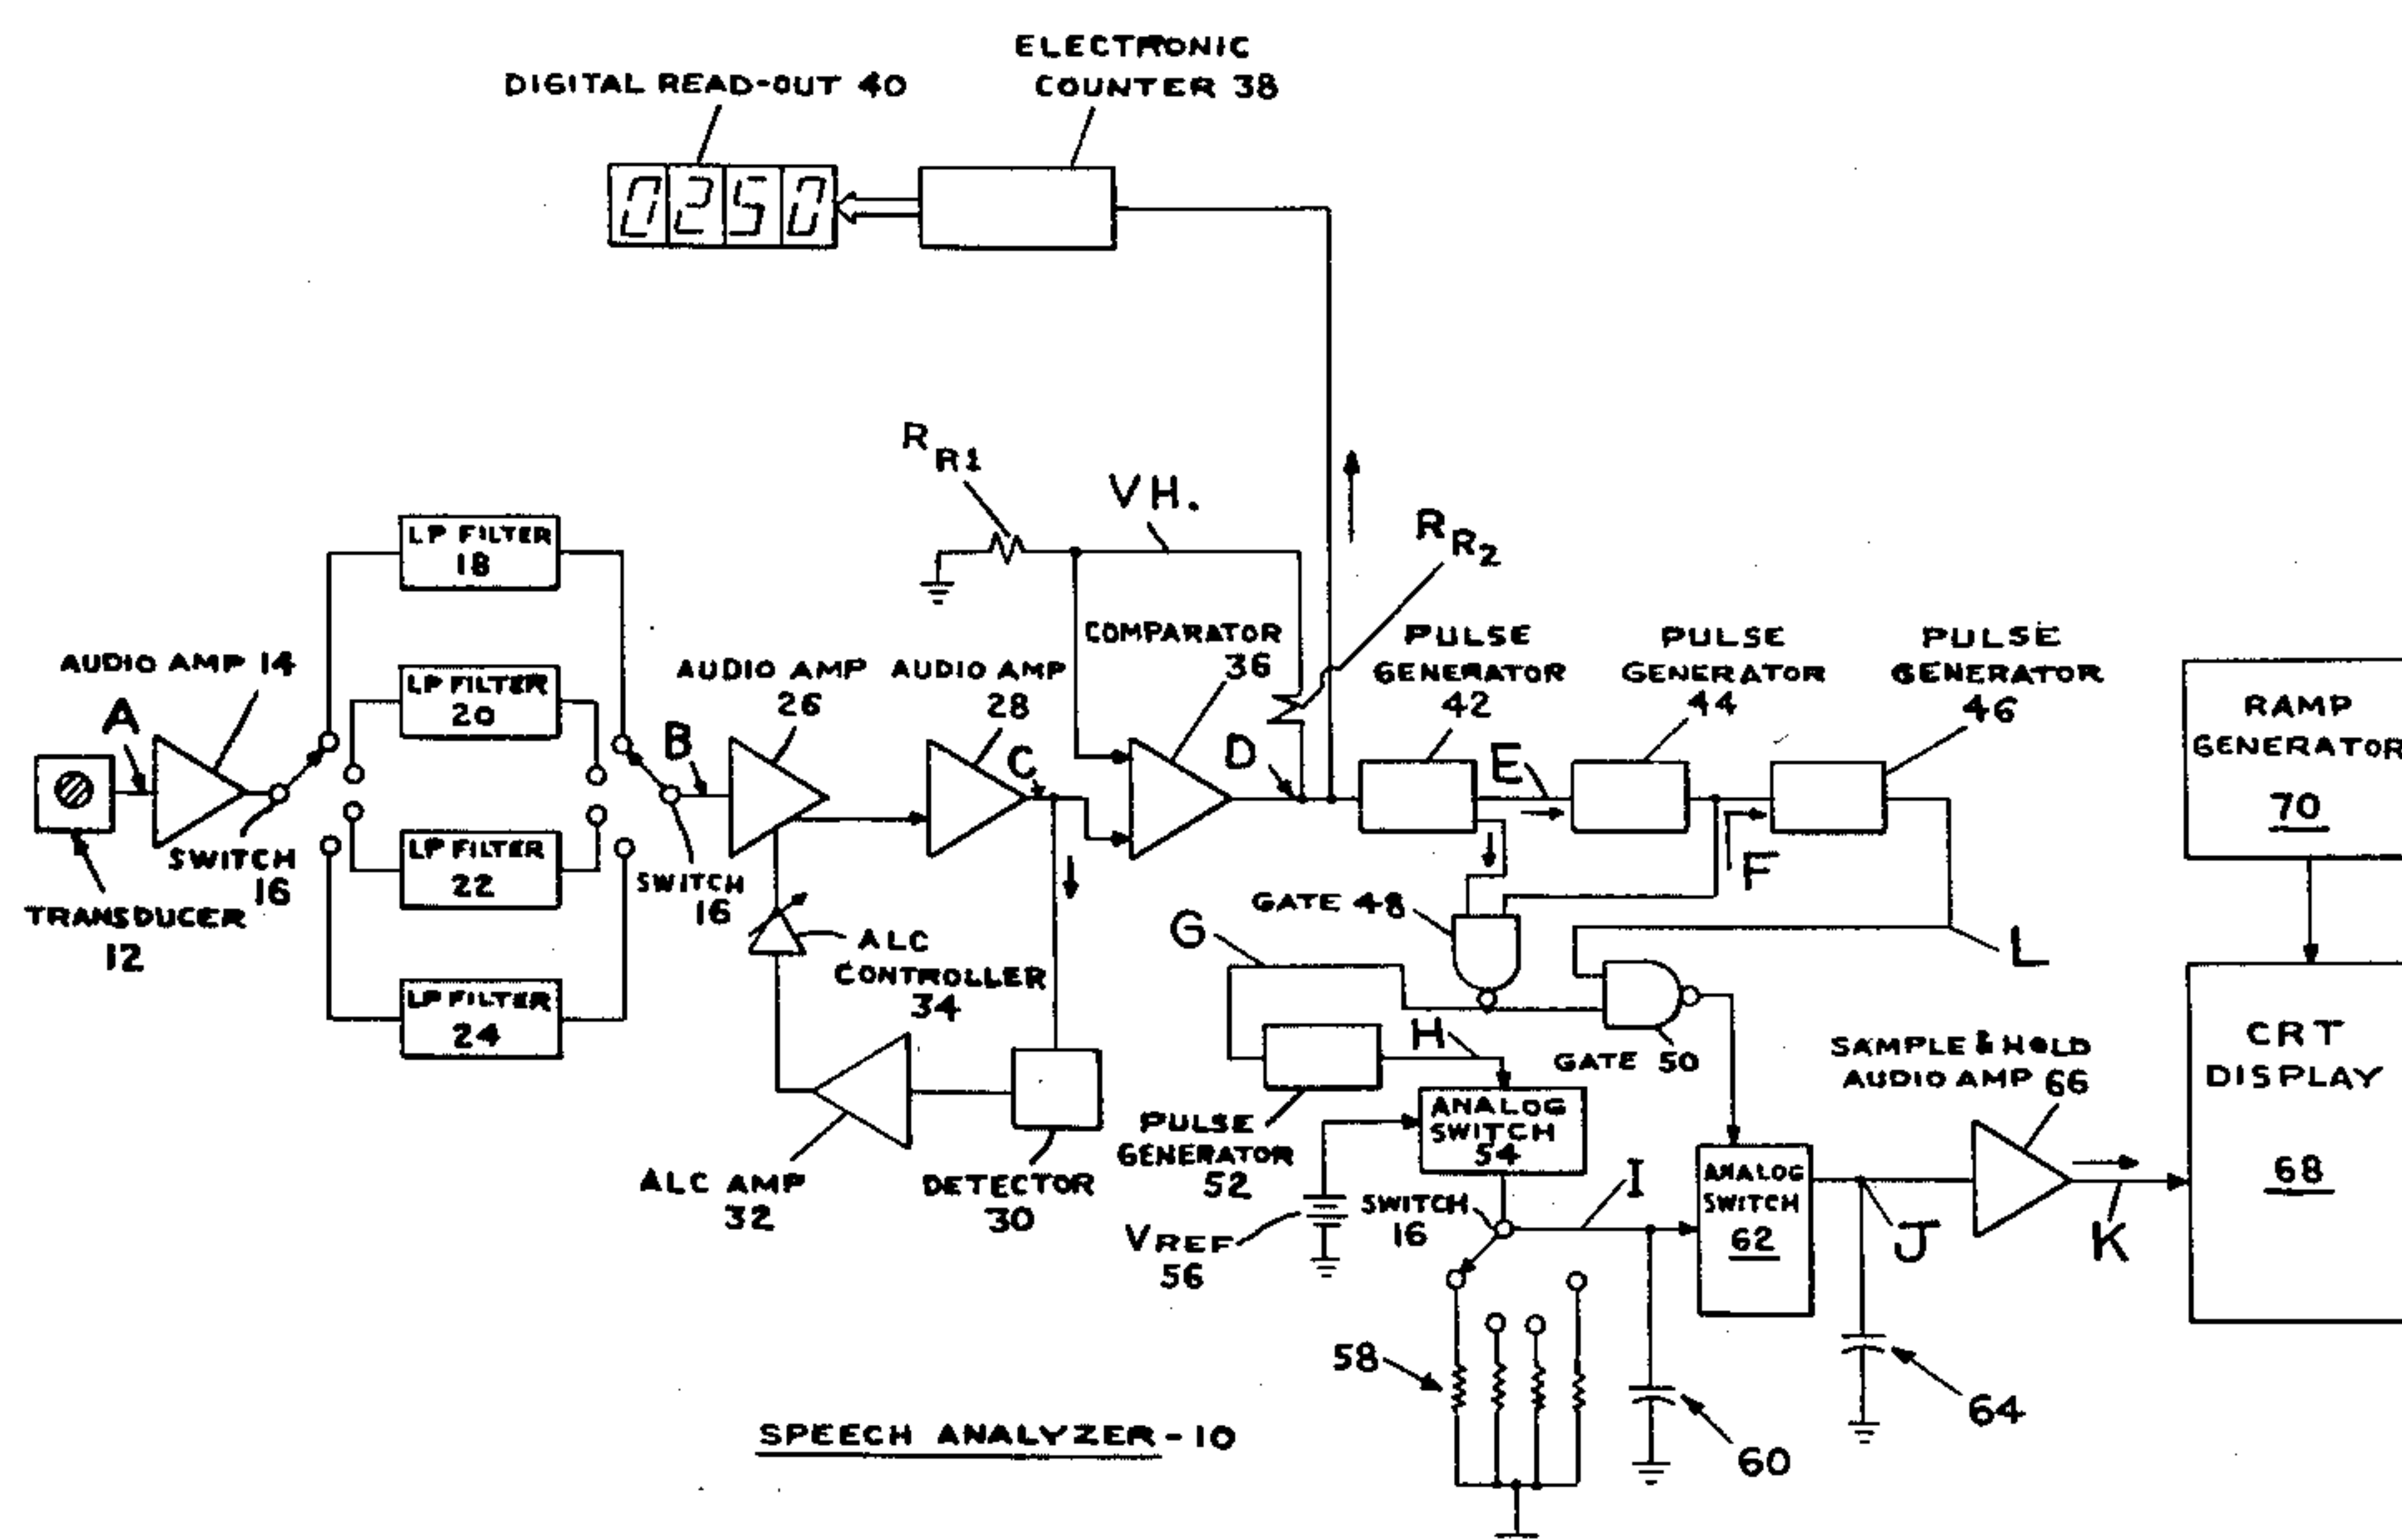 ELECTRONIC
COUNTER 38
DIGITAL READ-OUT 40
0250
R R1
VH.
R R2
LP FILTER
18
LP FILTER
20
LP FILTER
22
LP FILTER
24
AUDIO AMP 14
A
SWITCH
16
TRANSDUCER
12
B
SWITCH
16
AUDIO AMP
26
AUDIO AMP
28
C
COMPARATOR
36
D
PULSE
GENERATOR
42
E
PULSE
GENERATOR
44
F
PULSE
GENERATOR
46
RAMP
GENERATOR
70
GATE 48
G
L
ALC
CONTROLLER
34
ALC AMP
32
DETECTOR
30
H
GATE 50
PULSE
GENERATOR
52
ANALOG
SWITCH
54
VREF
56
SWITCH
16
I
ANALOG
SWITCH
62
SAMPLE & HOLD
AUDIO AMP 66
J
K
CRT
DISPLAY
68
58
60
64
SPEECH ANALYZER-10